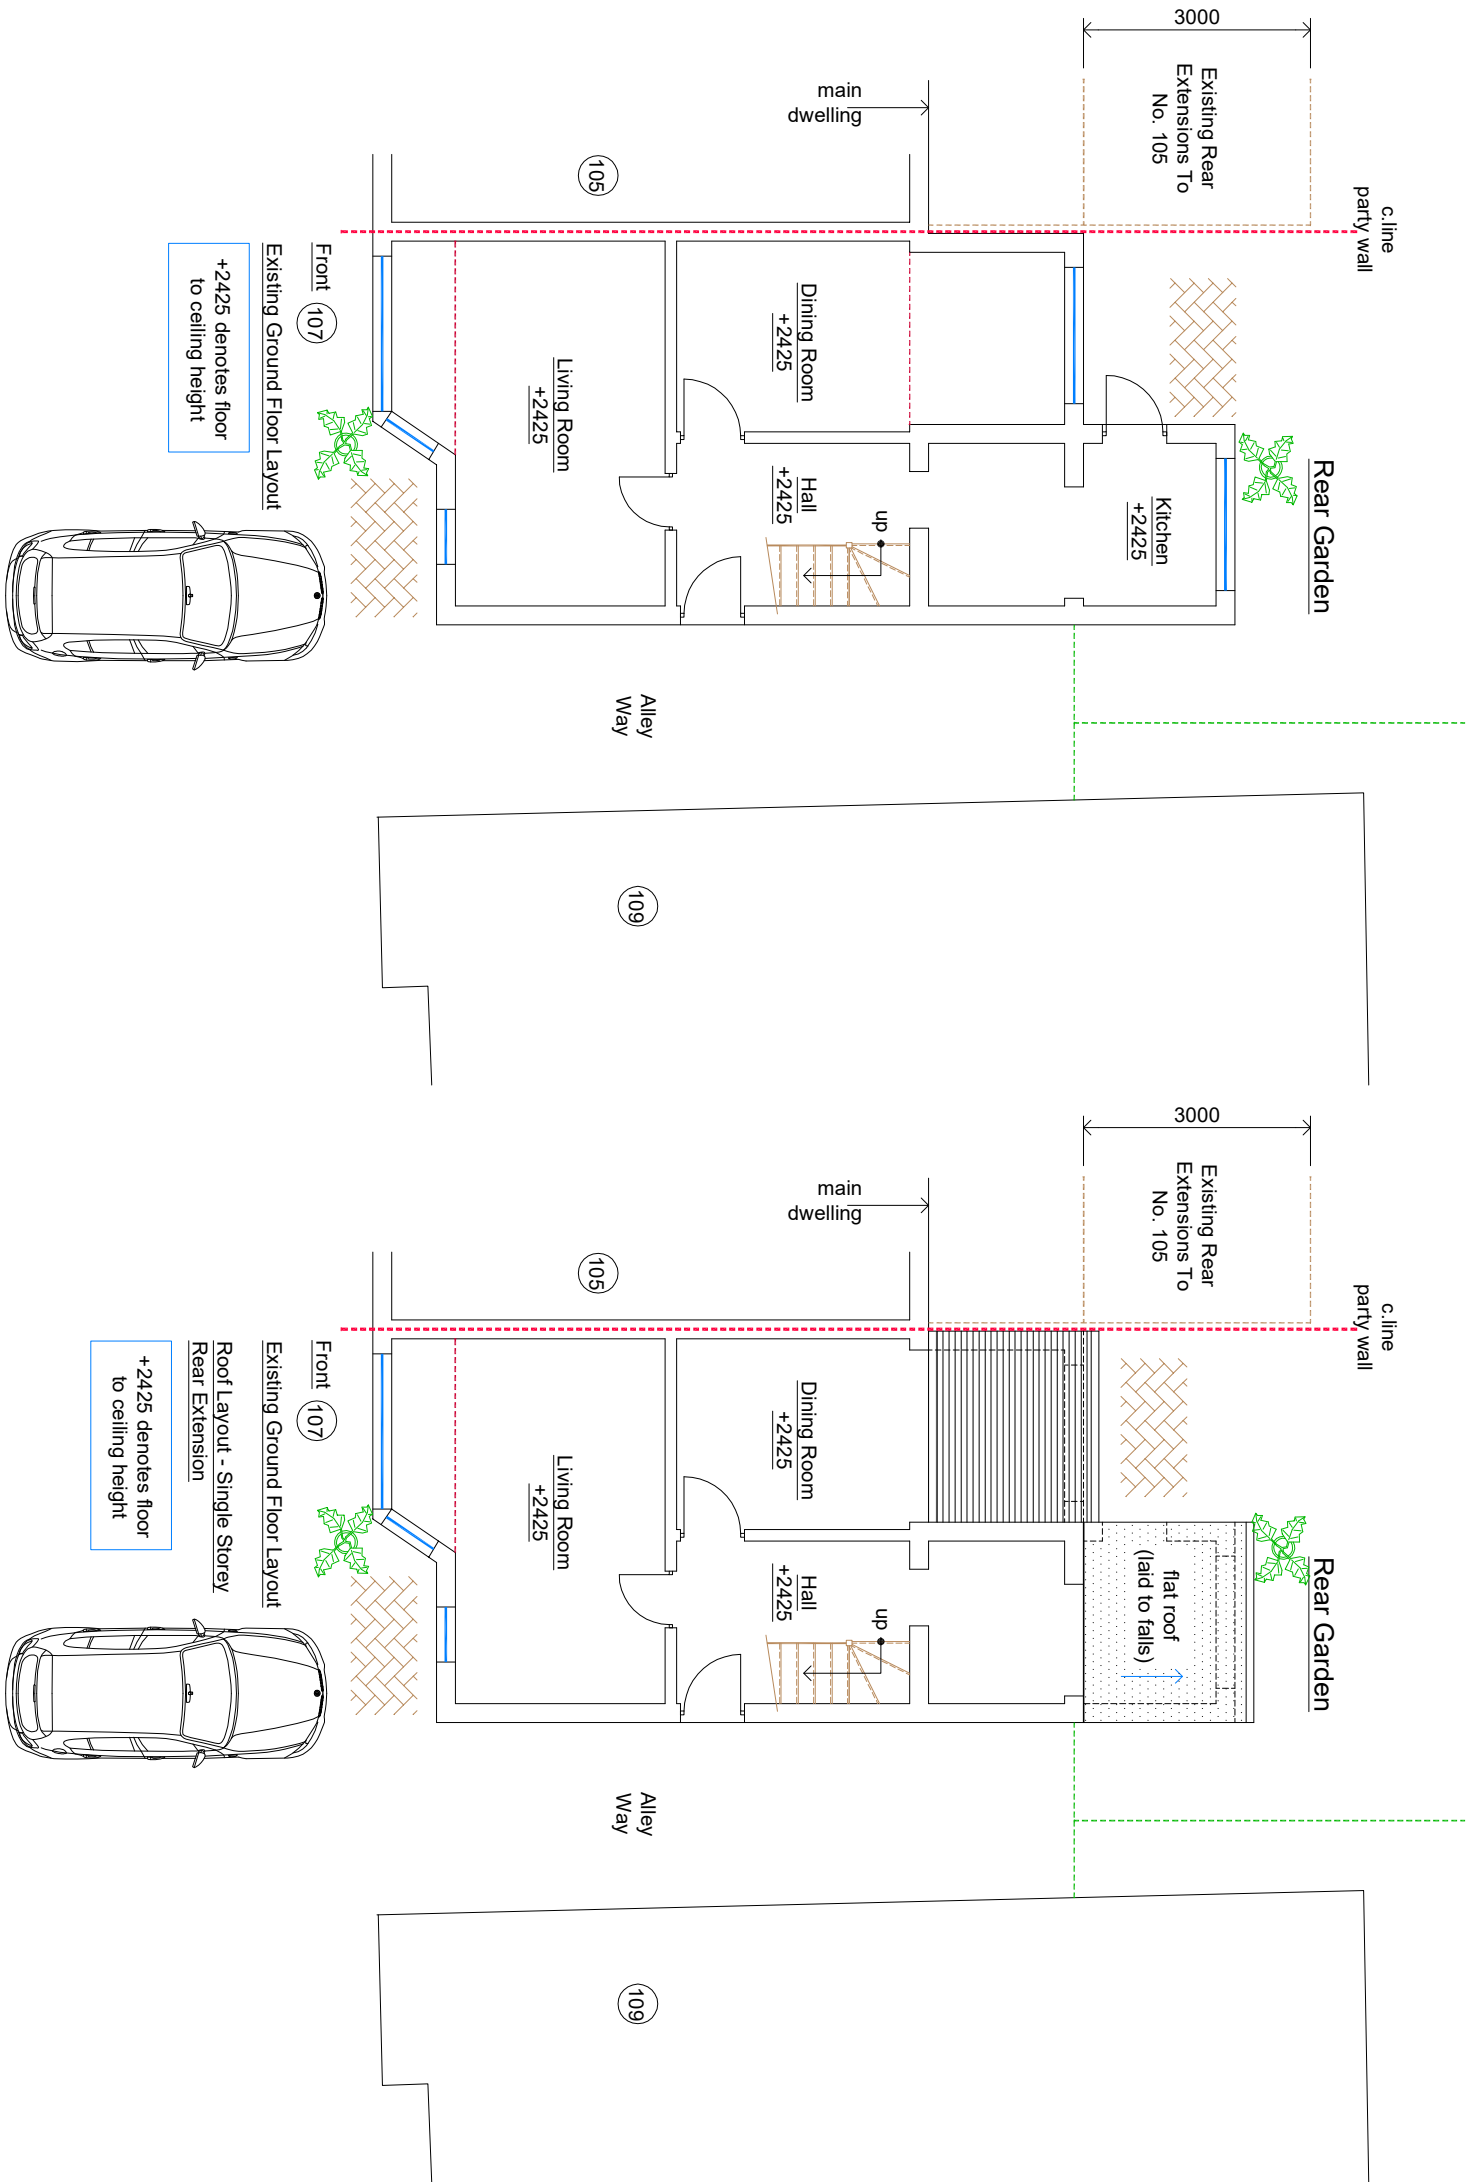 3000
Existing Rear
Extensions To
No. 105
main
dwelling
c.line
party wall
105
Rear Garden
Kitchen
+2425
Dining Room
+2425
Hall
+2425
up
Living Room
+2425
Alley
Way
109
Front
107
Existing Ground Floor Layout
+2425 denotes floor
to ceiling height
3000
Existing Rear
Extensions To
No. 105
main
dwelling
c.line
party wall
105
Rear Garden
flat roof
(laid to falls)
Dining Room
+2425
Hall
+2425
up
Living Room
+2425
Alley
Way
109
Front
107
Existing Ground Floor Layout
Roof Layout - Single Storey
Rear Extension
+2425 denotes floor
to ceiling height